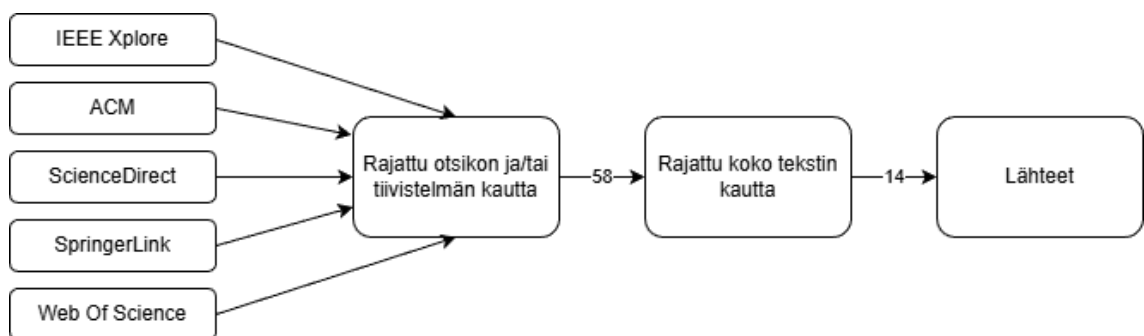 IEEE Xplore
ACM
ScienceDirect
SpringerLink
Web Of Science
Rajattu otsikon ja/tai
tiivistelmän kautta
58
Rajattu koko tekstin
kautta
14
Lähteet